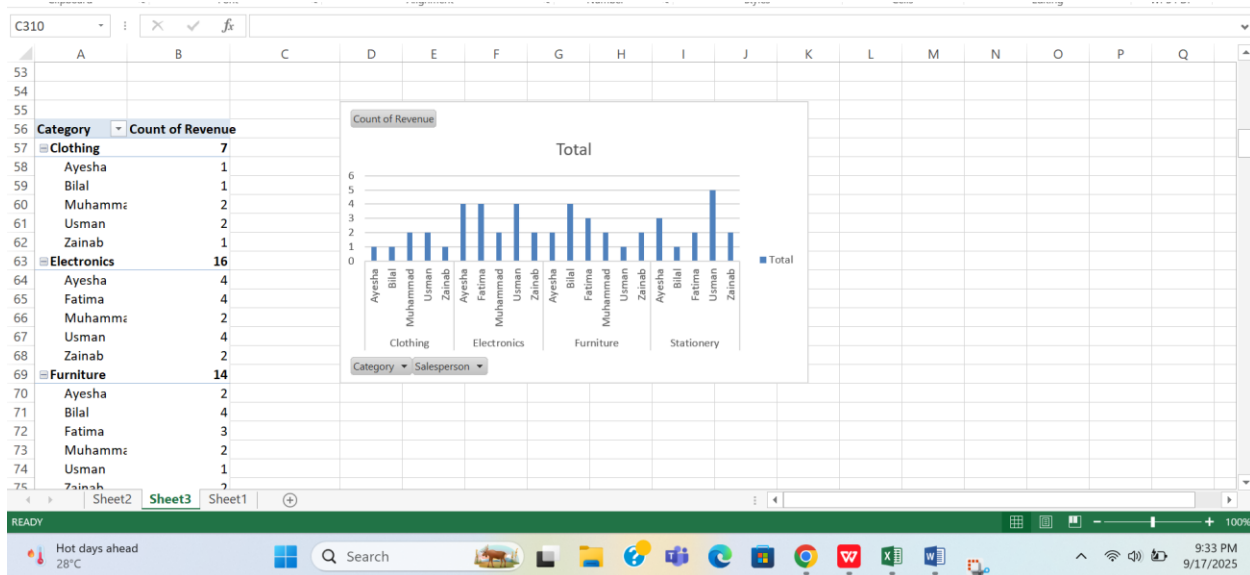 C310
fx
A B C D E F G H I J K L M N O P Q
53
54
55
56 Category Count of Revenue
57 Clothing 7
58 Ayesha 1
59 Bilal 1
60 Muhamma 2
61 Usman 2
62 Zainab 1
63 Electronics 16
64 Ayesha 4
65 Fatima 4
66 Muhamma 2
67 Usman 4
68 Zainab 2
69 Furniture 14
70 Ayesha 2
71 Bilal 4
72 Fatima 3
73 Muhamma 2
74 Usman 1
75 Zainab 2
Count of Revenue
Total
6
5
4
3
2
1
0
Ayesha Bilal Muhammad Usman Zainab Ayesha Fatima Muhammad Usman Zainab Ayesha Bilal Fatima Muhammad Usman Zainab Ayesha Bilal Fatima Usman Zainab
Clothing Electronics Furniture Stationery
Total
Category Salesperson
Sheet2 Sheet3 Sheet1
READY 100%
Hot days ahead
28°C
Search
9:33 PM
9/17/2025